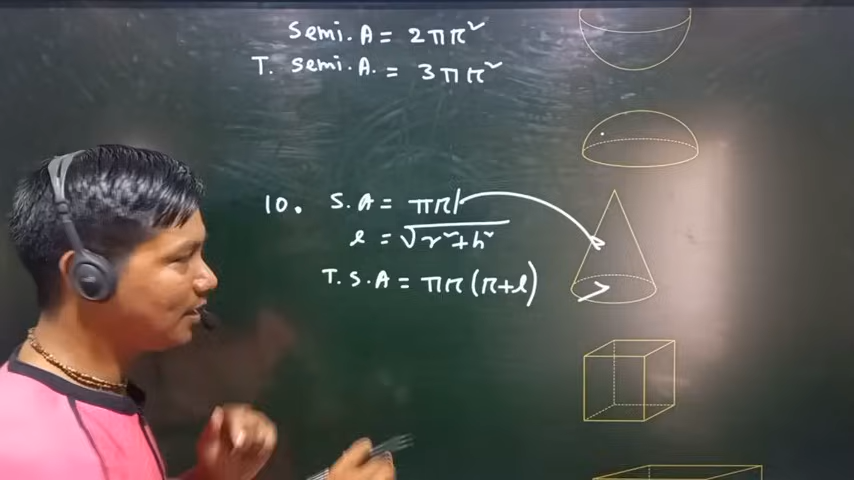 Semi. A = 2πr²
T. Semi. A. = 3πr²
10. S. A = πrl
l = √r²+h²
T. S. A = πr(r+l)